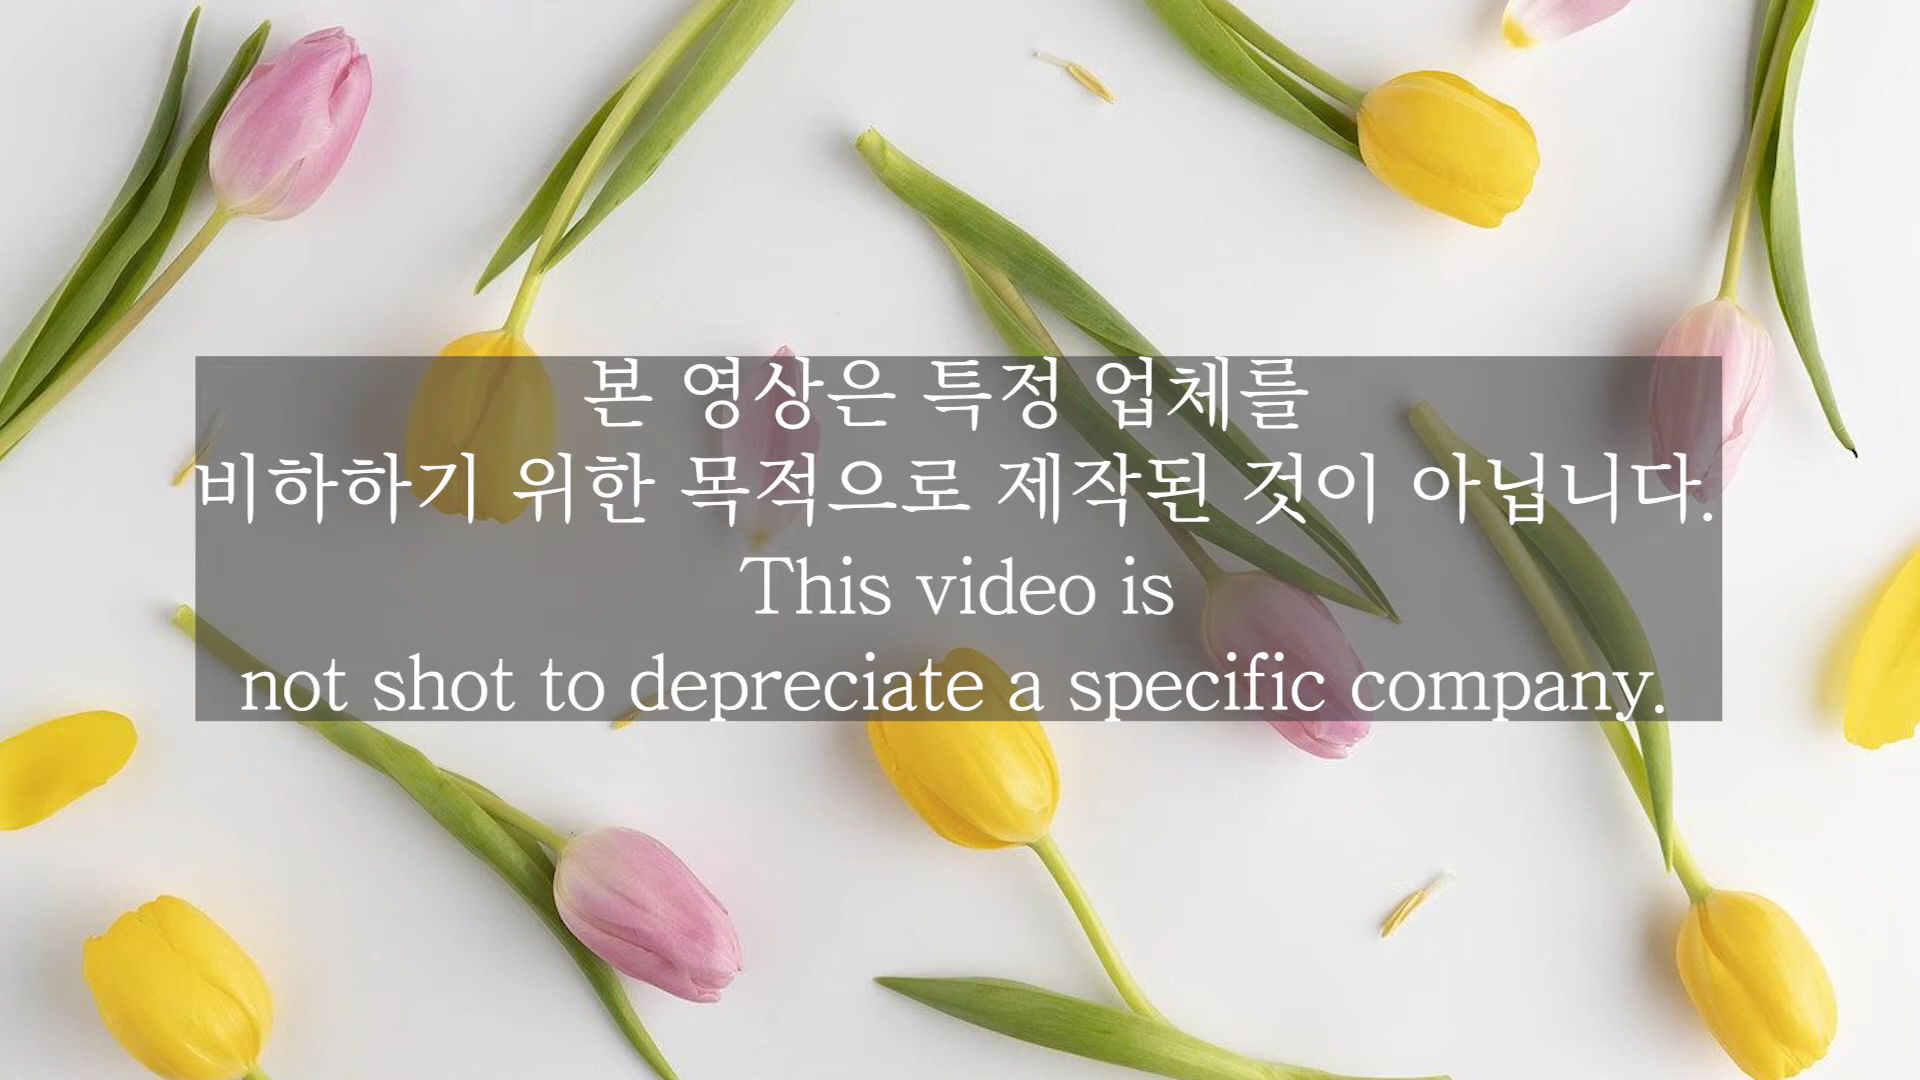 본 영상은 특정 업체를
비하하기 위한 목적으로 제작된 것이 아닙니다.
This video is
not shot to depreciate a specific company.